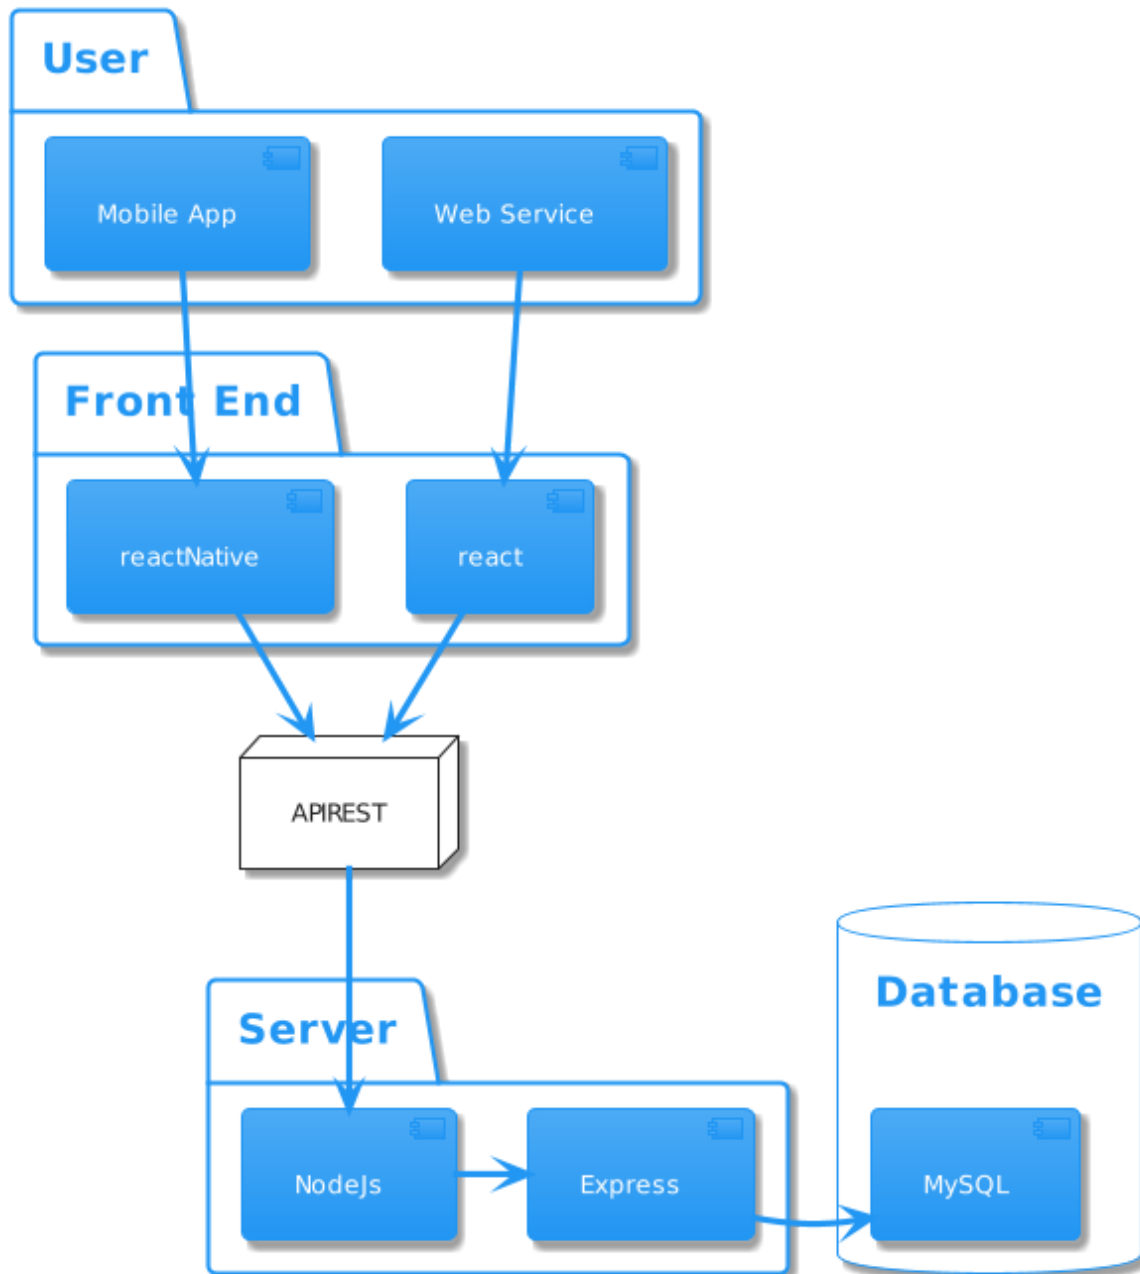 User
Mobile App
Web Service
Front End
reactNative
react
APIREST
Server
Database
NodeJs
Express
MySQL